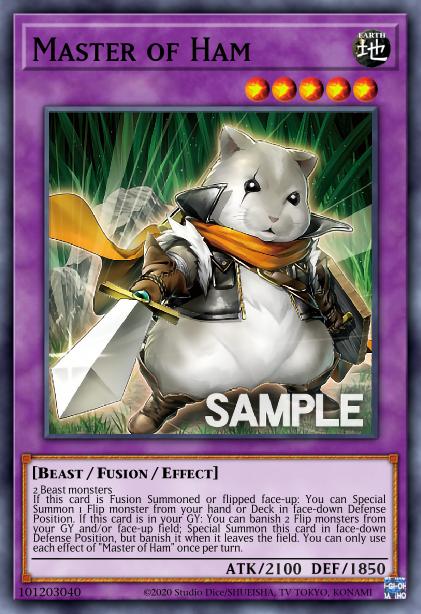 MASTER OF HAM
EARTH
地
SAMPLE
[BEAST / FUSION / EFFECT]
2 Beast monsters
If this card is Fusion Summoned or flipped face-up: You can Special
Summon 1 Flip monster from your hand or Deck in face-down Defense
Position. If this card is in your GY: You can banish 2 Flip monsters from
your GY and/or face-up field; Special Summon this card in face-down
Defense Position, but banish it when it leaves the field. You can only use
each effect of "Master of Ham" once per turn.
ATK/2100 DEF/1850
101203040
©2020 Studio Dice/SHUEISHA, TV TOKYO, KONAMI